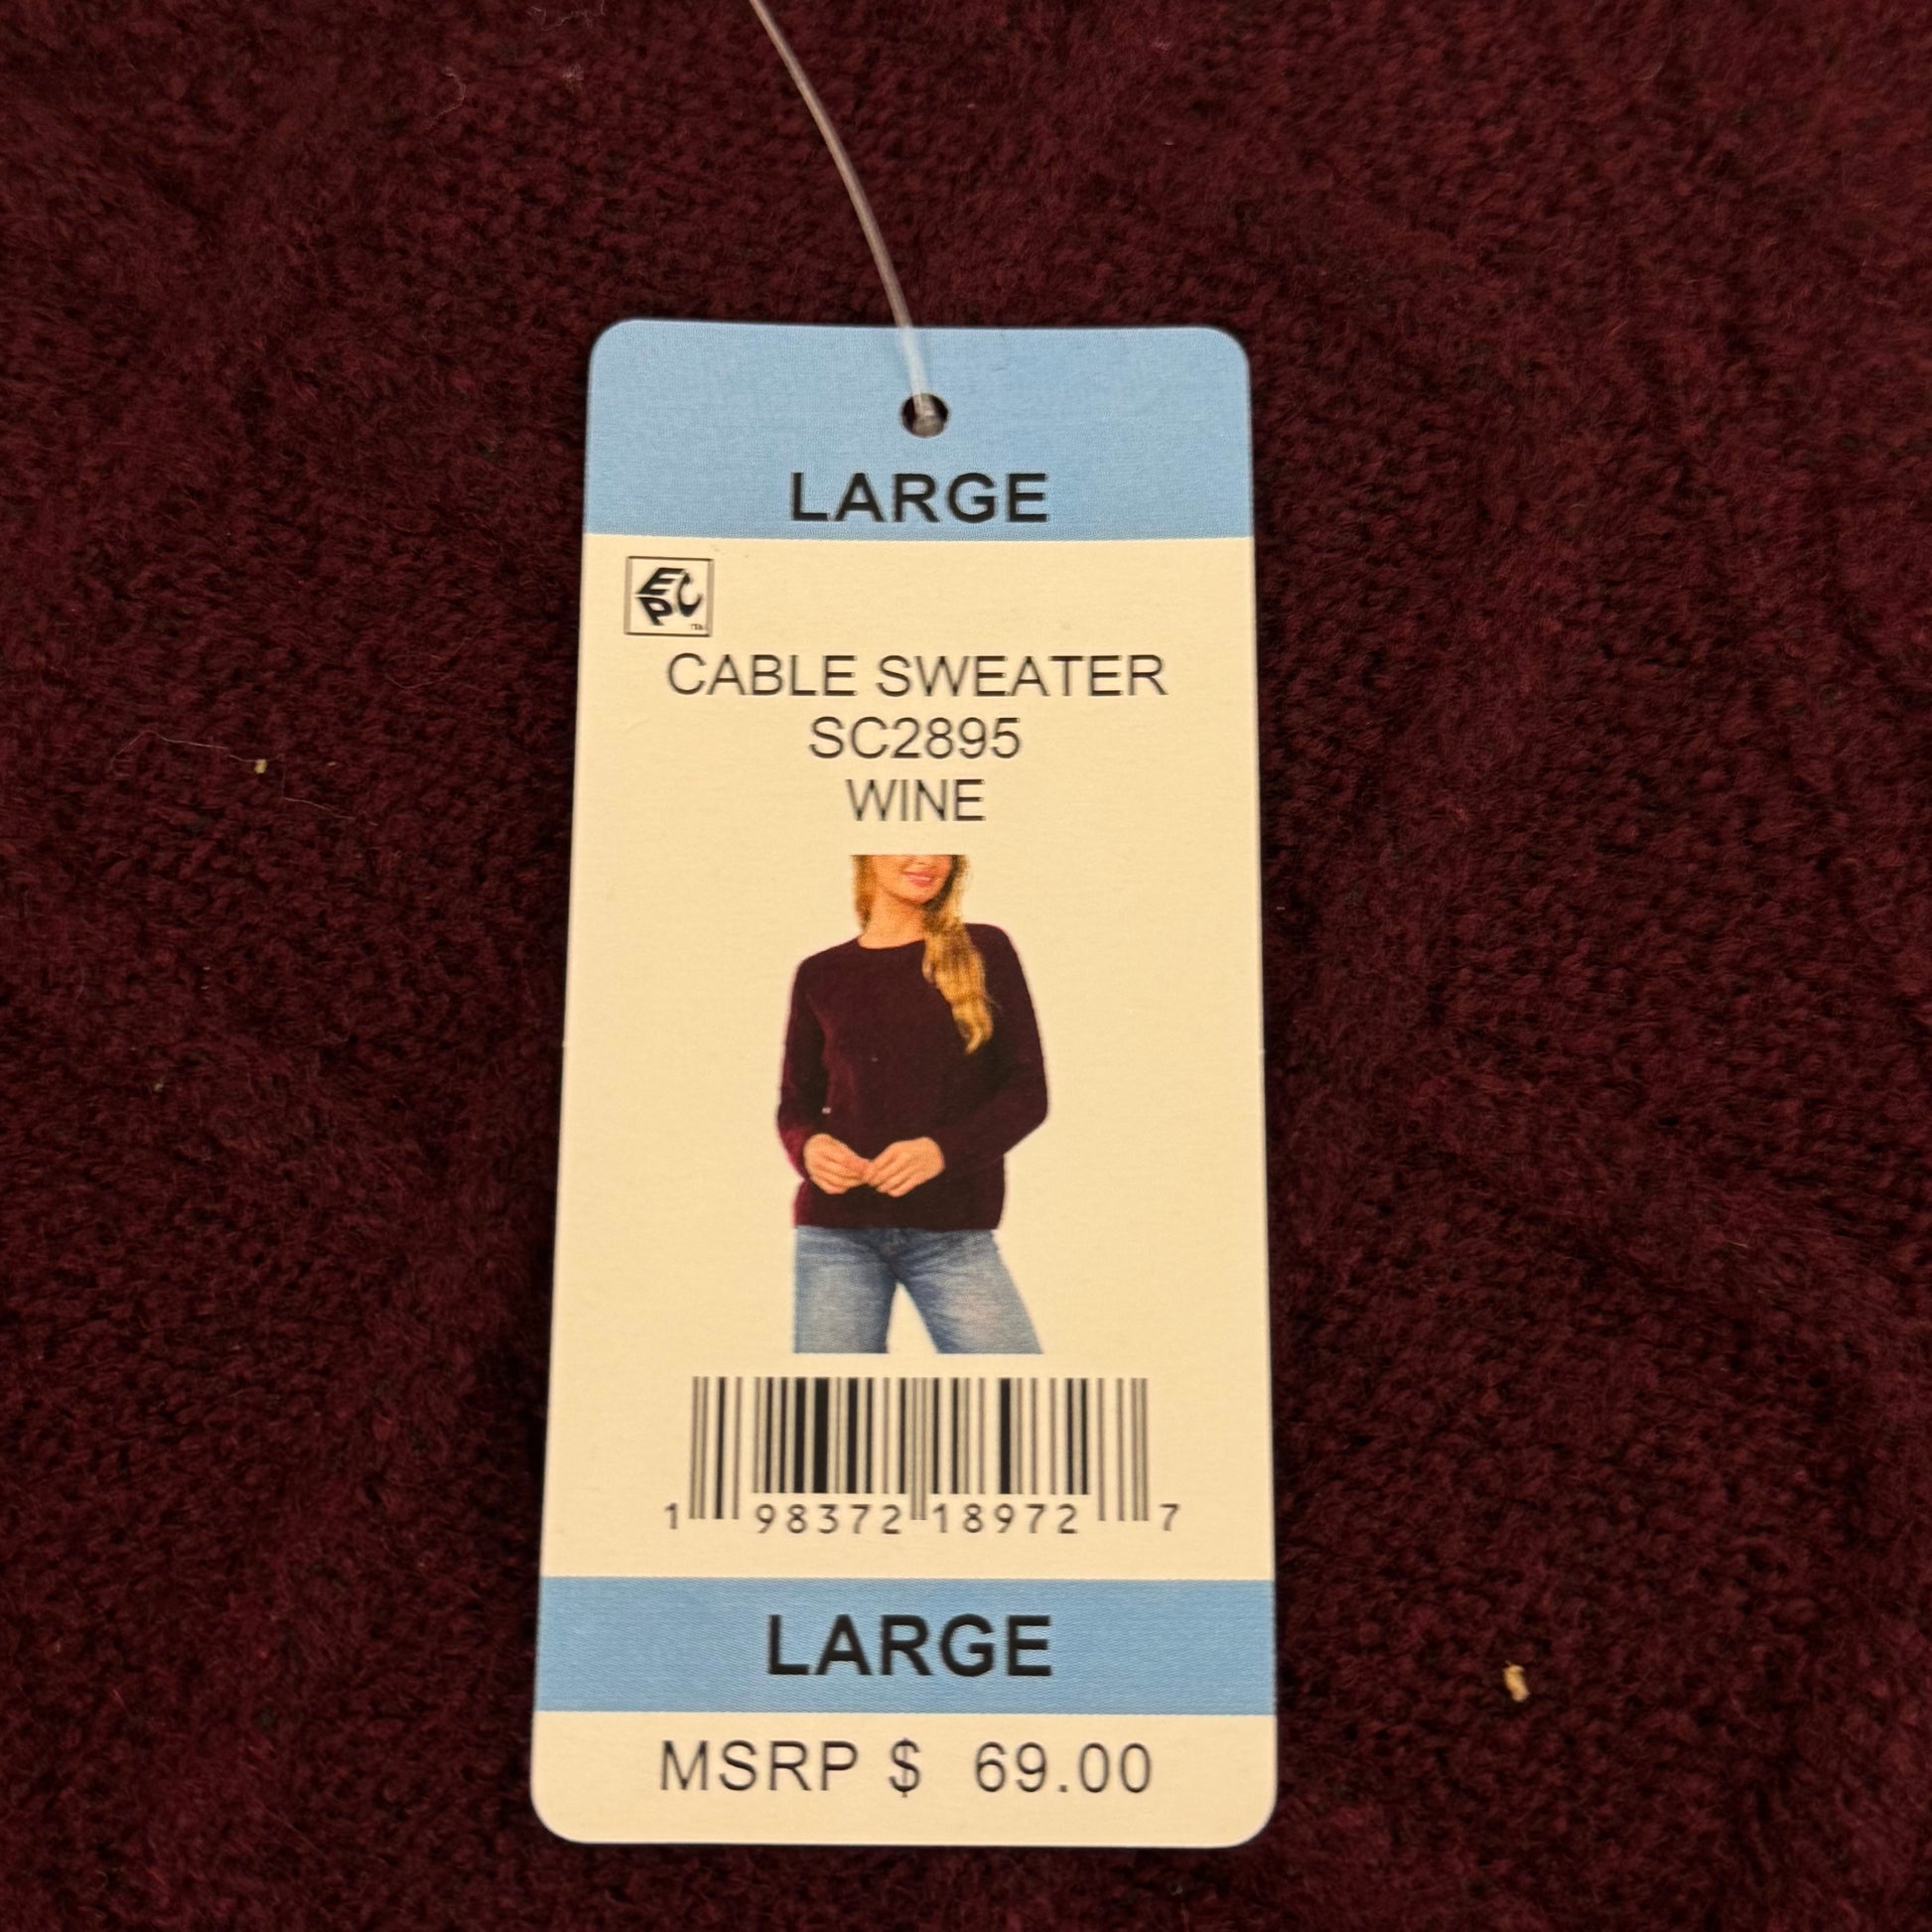 LARGE
EPC
CABLE SWEATER
SC2895
WINE
1 98372 18972 7
LARGE
MSRP $ 69.00